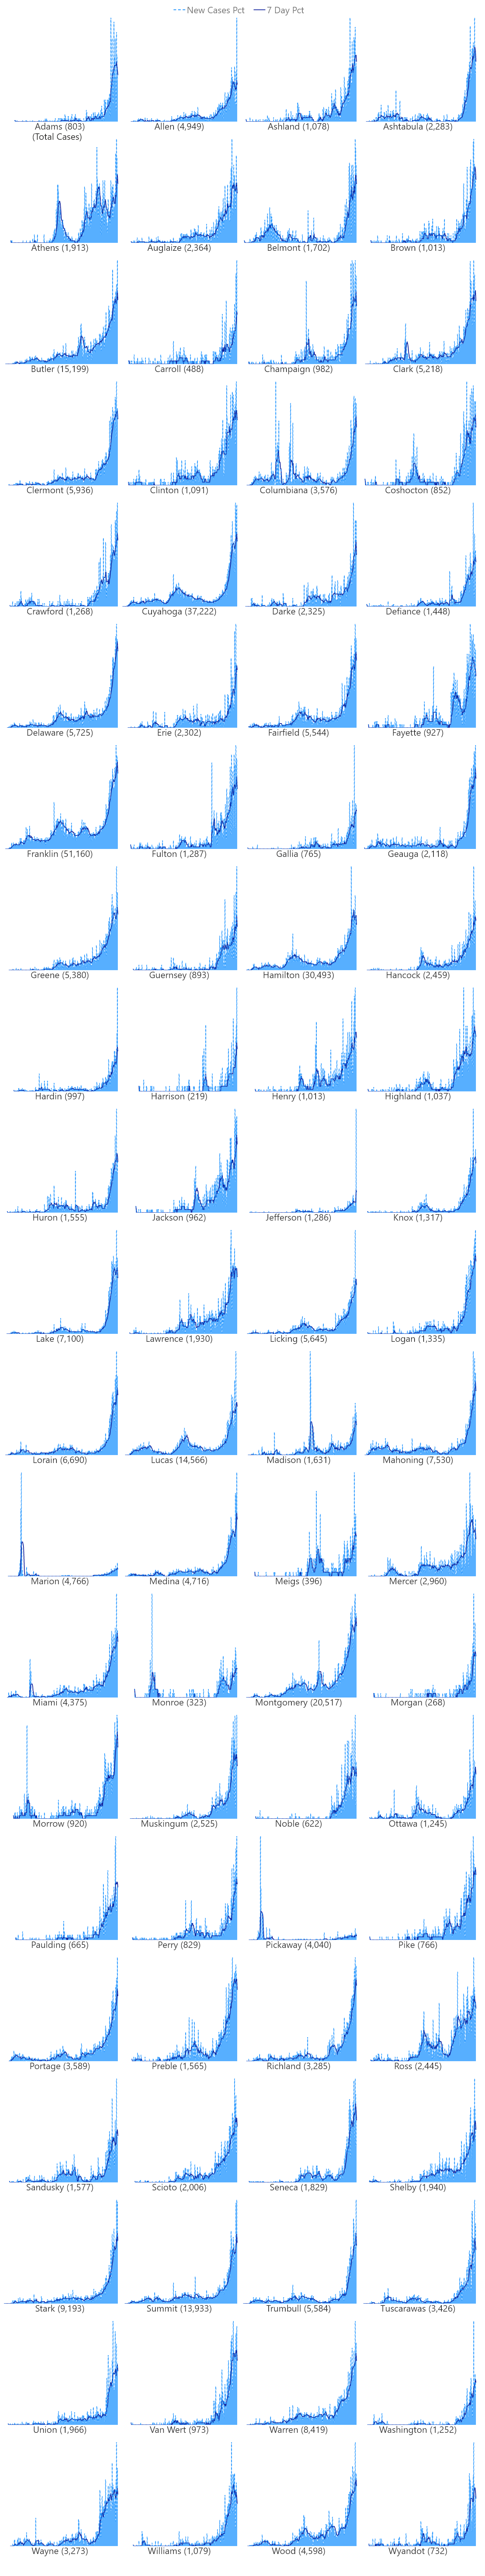 New Cases Pct 7 Day Pct
Adams (803) Allen (4,949) Ashland (1,078) Ashtabula (2,283)
(Total Cases)
Athens (1,913) Auglaize (2,364) Belmont (1,702) Brown (1,013)
Butler (15,199) Carroll (488) Champaign (982) Clark (5,218)
Clermont (5,936) Clinton (1,091) Columbiana (3,576) Coshocton (852)
Crawford (1,268) Cuyahoga (37,222) Darke (2,325) Defiance (1,448)
Delaware (5,725) Erie (2,302) Fairfield (5,544) Fayette (927)
Franklin (51,160) Fulton (1,287) Gallia (765) Geauga (2,118)
Greene (5,380) Guernsey (893) Hamilton (30,493) Hancock (2,459)
Hardin (997) Harrison (219) Henry (1,013) Highland (1,037)
Huron (1,555) Jackson (962) Jefferson (1,286) Knox (1,317)
Lake (7,100) Lawrence (1,930) Licking (5,645) Logan (1,335)
Lorain (6,690) Lucas (14,566) Madison (1,631) Mahoning (7,530)
Marion (4,766) Medina (4,716) Meigs (396) Mercer (2,960)
Miami (4,375) Monroe (323) Montgomery (20,517) Morgan (268)
Morrow (920) Muskingum (2,525) Noble (622) Ottawa (1,245)
Paulding (665) Perry (829) Pickaway (4,040) Pike (766)
Portage (3,589) Preble (1,565) Richland (3,285) Ross (2,445)
Sandusky (1,577) Scioto (2,006) Seneca (1,829) Shelby (1,940)
Stark (9,193) Summit (13,933) Trumbull (5,584) Tuscarawas (3,426)
Union (1,966) Van Wert (973) Warren (8,419) Washington (1,252)
Wayne (3,273) Williams (1,079) Wood (4,598) Wyandot (732)